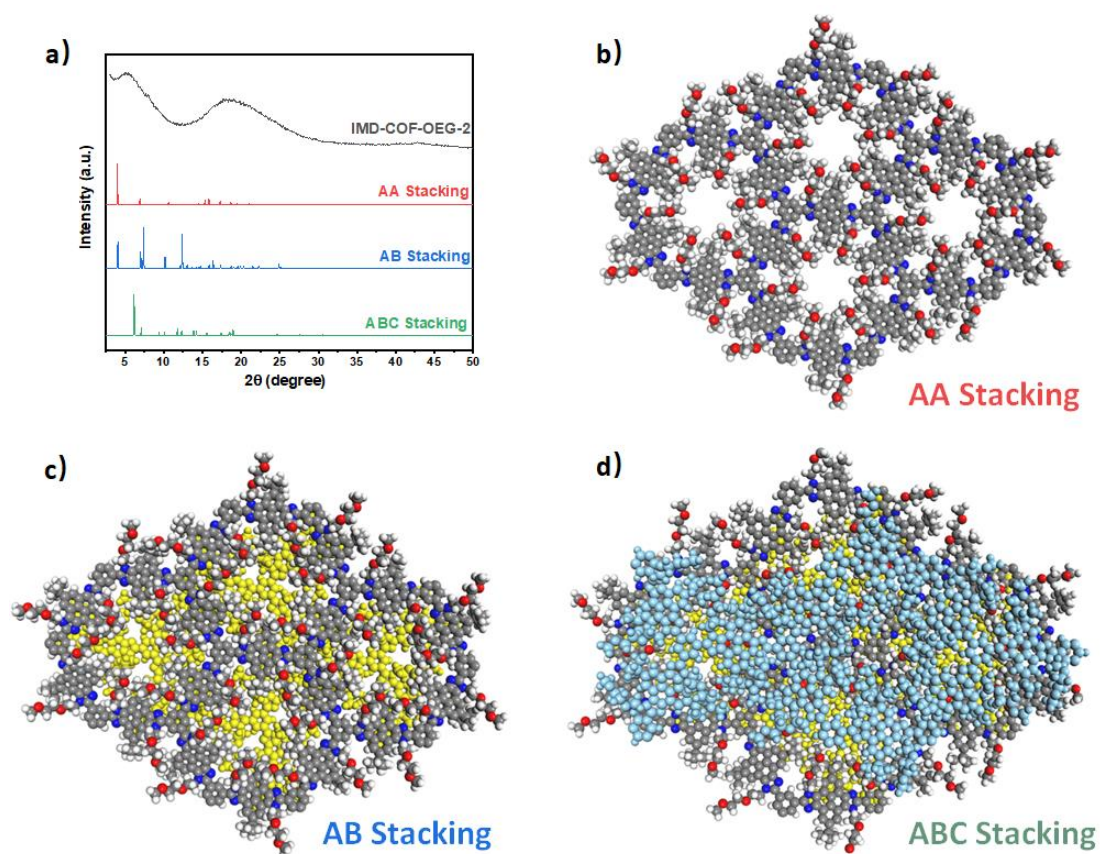 a)
IMD-COF-OEG-2
AA Stacking
AB Stacking
ABC Stacking
Intensity (a.u.)
5 10 15 20 25 30 35 40 45 50
2θ (degree)
b)
AA Stacking
c)
AB Stacking
d)
ABC Stacking